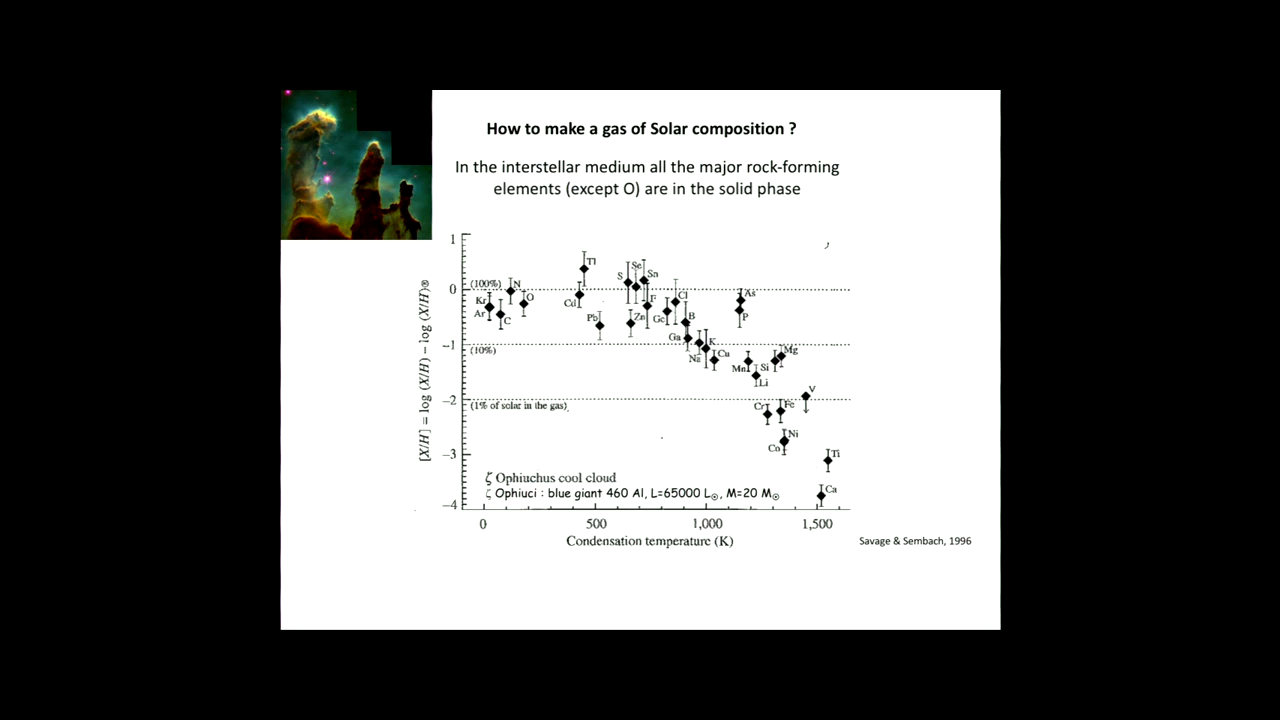 How to make a gas of Solar composition ?
In the interstellar medium all the major rock-forming
elements (except O) are in the solid phase
[X/H] = log (X/H) − log (X/H)⊙
1
0
−1
−2
−3
−4
(100%)
(10%)
(1% of solar in the gas)
Kr
Ar
C
N
O
Tl
Cd
Pb
S
Se
Sn
Zn
F
Ge
Cl
B
Ga
Na
K
Cu
As
P
Mn
Si
Mg
Li
V
Cr
Fe
Ni
Co
Ti
Ca
ζ Ophiuchus cool cloud
ζ Ophiuci : blue giant 460 Al, L=65000 L⊙, M=20 M⊙
0
500
1,000
1,500
Condensation temperature (K)
Savage & Sembach, 1996